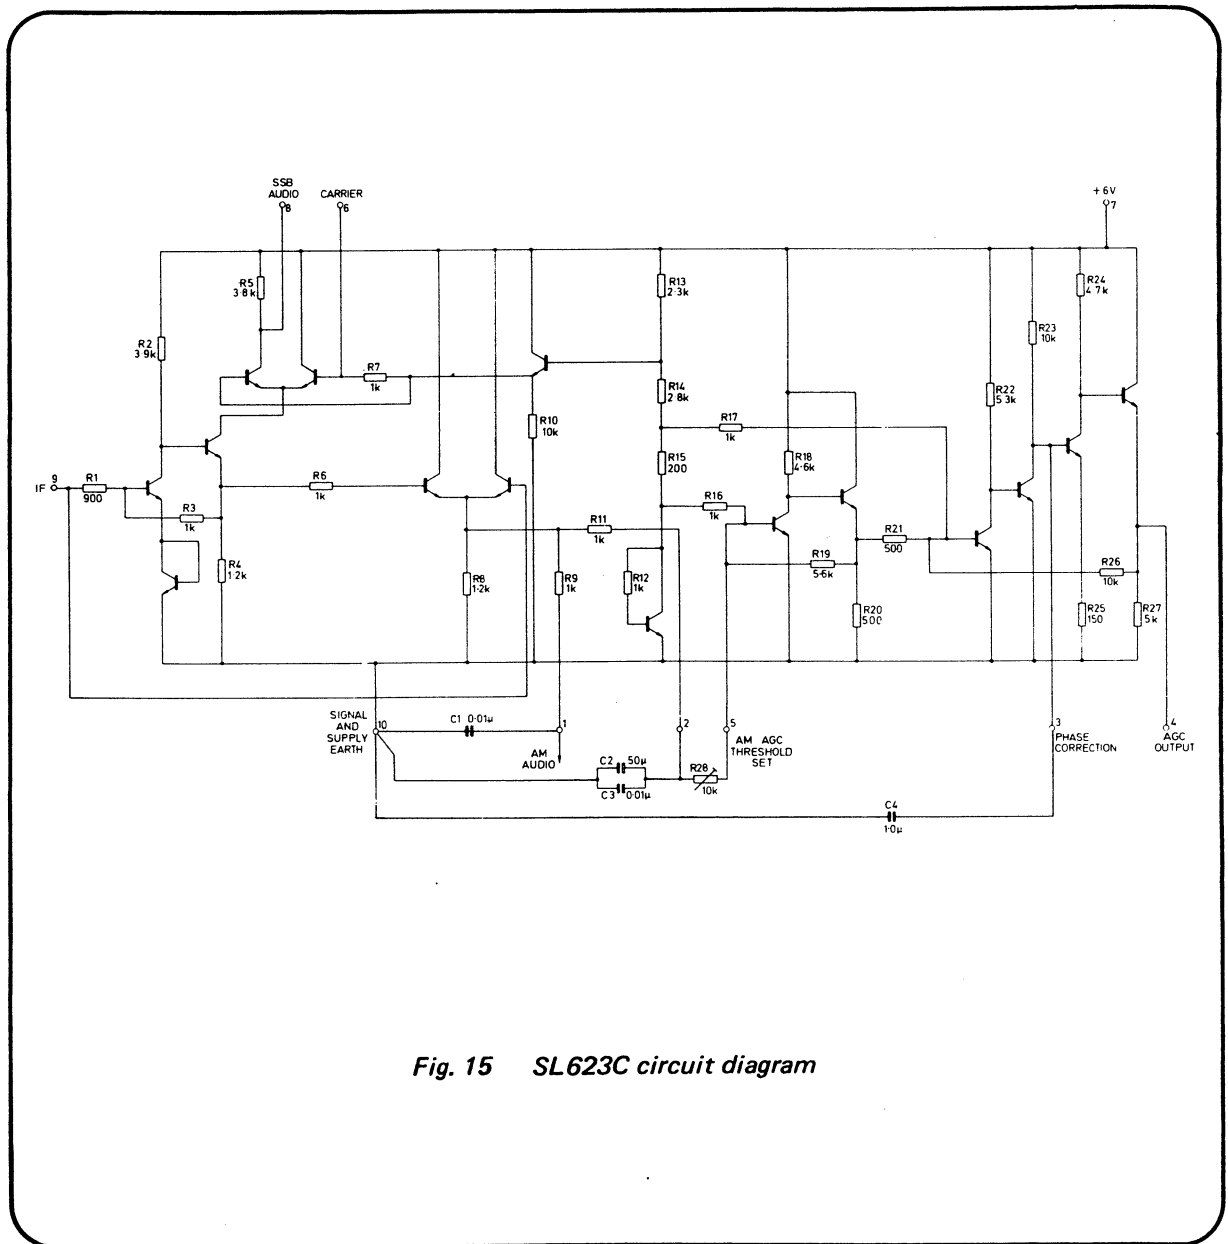 SSB
AUDIO
8
CARRIER
6
+6V
7
R5
3·8k
R2
3·9k
R7
1k
R13
2·3k
R14
2·8k
R10
10k
R17
1k
R15
200
R18
4·6k
R22
5·3k
R23
10k
R24
4·7k
IF
9
R1
900
R3
1k
R4
1·2k
R6
1k
R8
1·2k
R11
1k
R9
1k
R12
1k
R16
1k
R19
5·6k
R20
500
R21
500
R26
10k
R25
150
R27
5k
SIGNAL
AND
SUPPLY
EARTH
10
C1 0·01µ
1
AM
AUDIO
2
5
AM AGC
THRESHOLD
SET
C2 50µ
C3 0·01µ
R28
10k
3
PHASE
CORRECTION
4
AGC
OUTPUT
C4
1·0µ
Fig. 15 SL623C circuit diagram